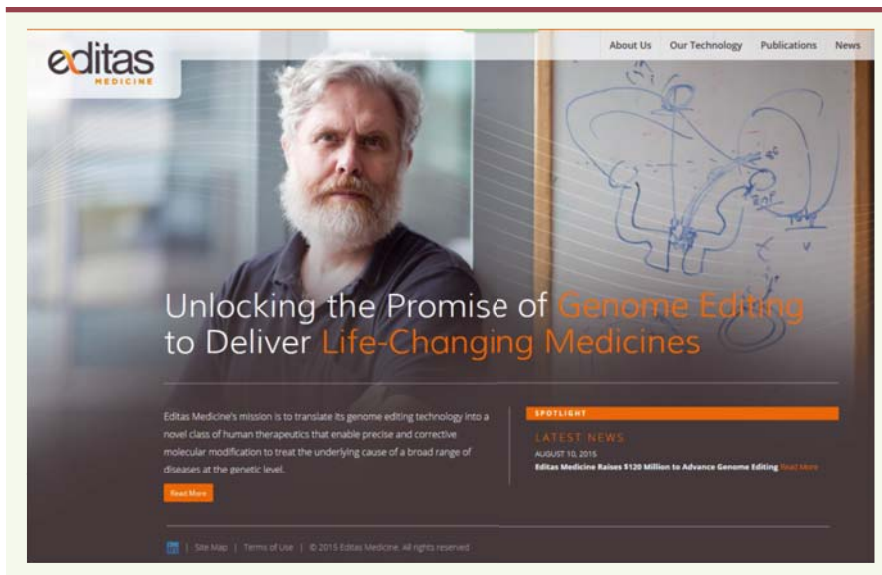 editas
MEDICINE
About Us Our Technology Publications News
Unlocking the Promise of Genome Editing
to Deliver Life-Changing Medicines
Editas Medicine's mission is to translate its genome editing technology into a
novel class of human therapeutics that enable precise and corrective
molecular modification to treat the underlying cause of a broad range of
diseases at the genetic level.
Read More
SPOTLIGHT
LATEST NEWS
AUGUST 10, 2015
Editas Medicine Raises $120 Million to Advance Genome Editing Read More
in | Site Map | Terms of Use | © 2015 Editas Medicine. All rights reserved